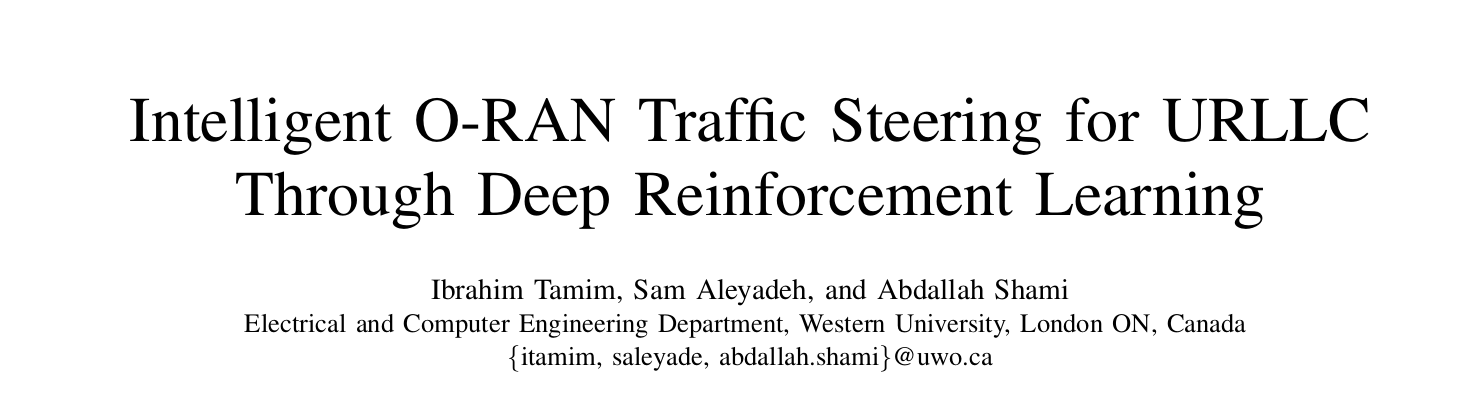 Intelligent O-RAN Traffic Steering for URLLC
Through Deep Reinforcement Learning
Ibrahim Tamim, Sam Aleyadeh, and Abdallah Shami
Electrical and Computer Engineering Department, Western University, London ON, Canada
{itamim, saleyade, abdallah.shami}@uwo.ca